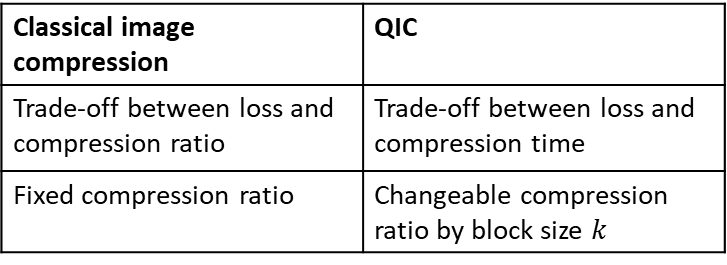 Classical image
compression
QIC
Trade-off between loss and
compression ratio
Trade-off between loss and
compression time
Fixed compression ratio
Changeable compression
ratio by block size k